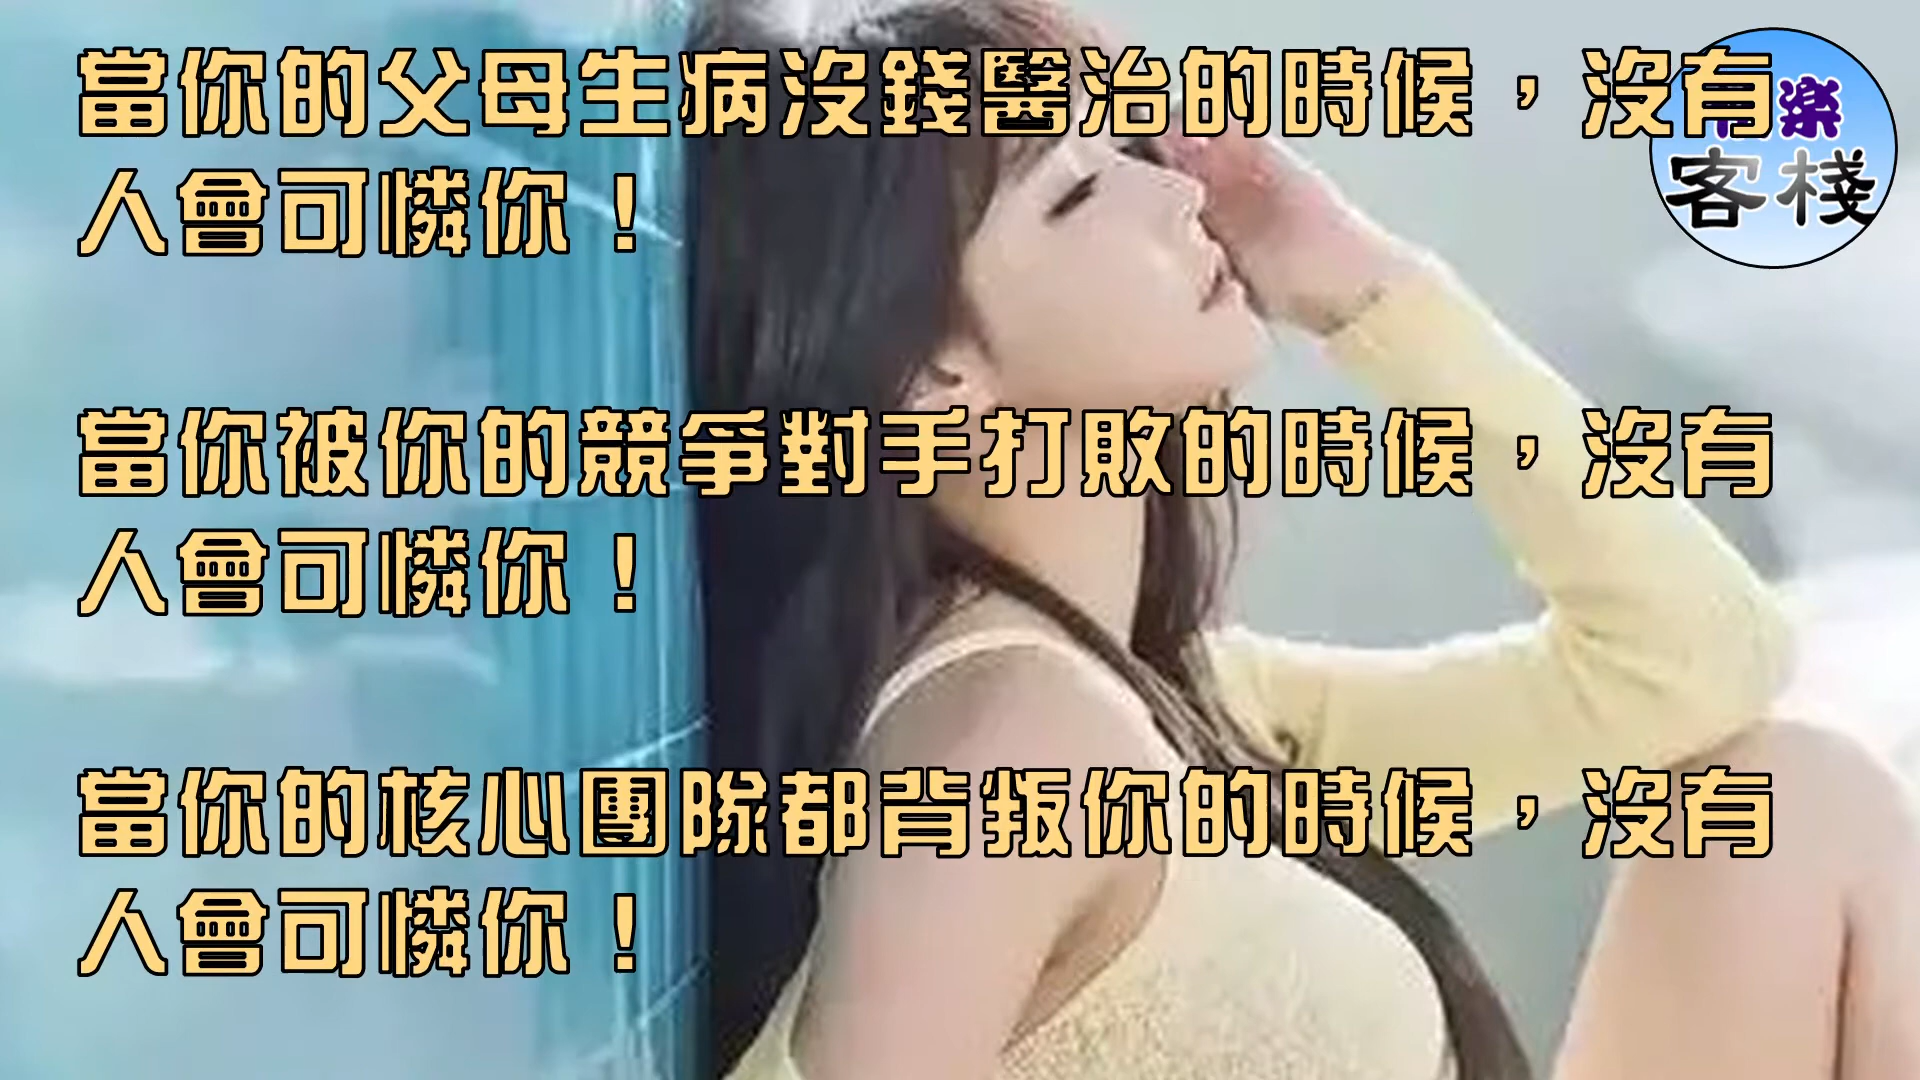 當你的父母生病沒錢醫治的時候，沒有
人會可憐你！
當你被你的競爭對手打敗的時候，沒有
人會可憐你！
當你的核心團隊都背叛你的時候，沒有
人會可憐你！
楽
客棧